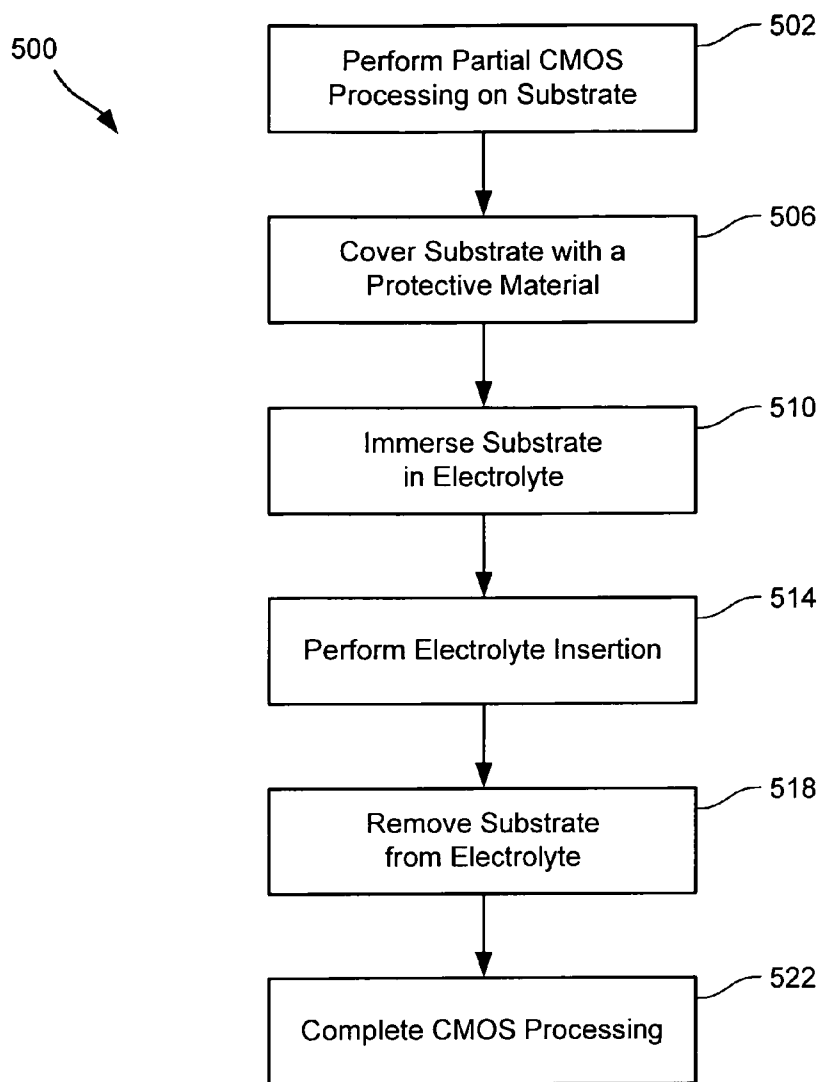 500
502
Perform Partial CMOS
Processing on Substrate
506
Cover Substrate with a
Protective Material
510
Immerse Substrate
in Electrolyte
514
Perform Electrolyte Insertion
518
Remove Substrate
from Electrolyte
522
Complete CMOS Processing